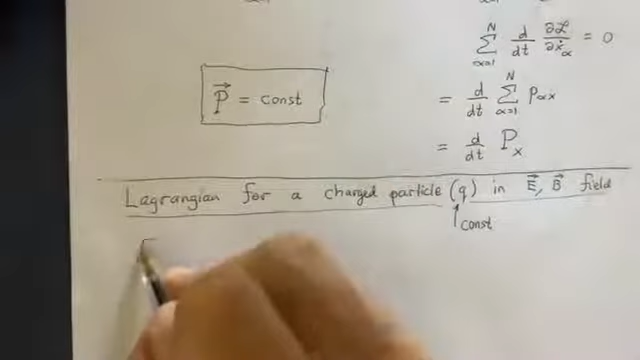 N
∑ d/dt ∂ℒ/∂ẋα = 0
α=1
P⃗ = const
= d/dt ∑_{α=1}^{N} pαx
= d/dt Pₓ
Lagrangian for a charged particle (q) in E⃗, B⃗ field
const